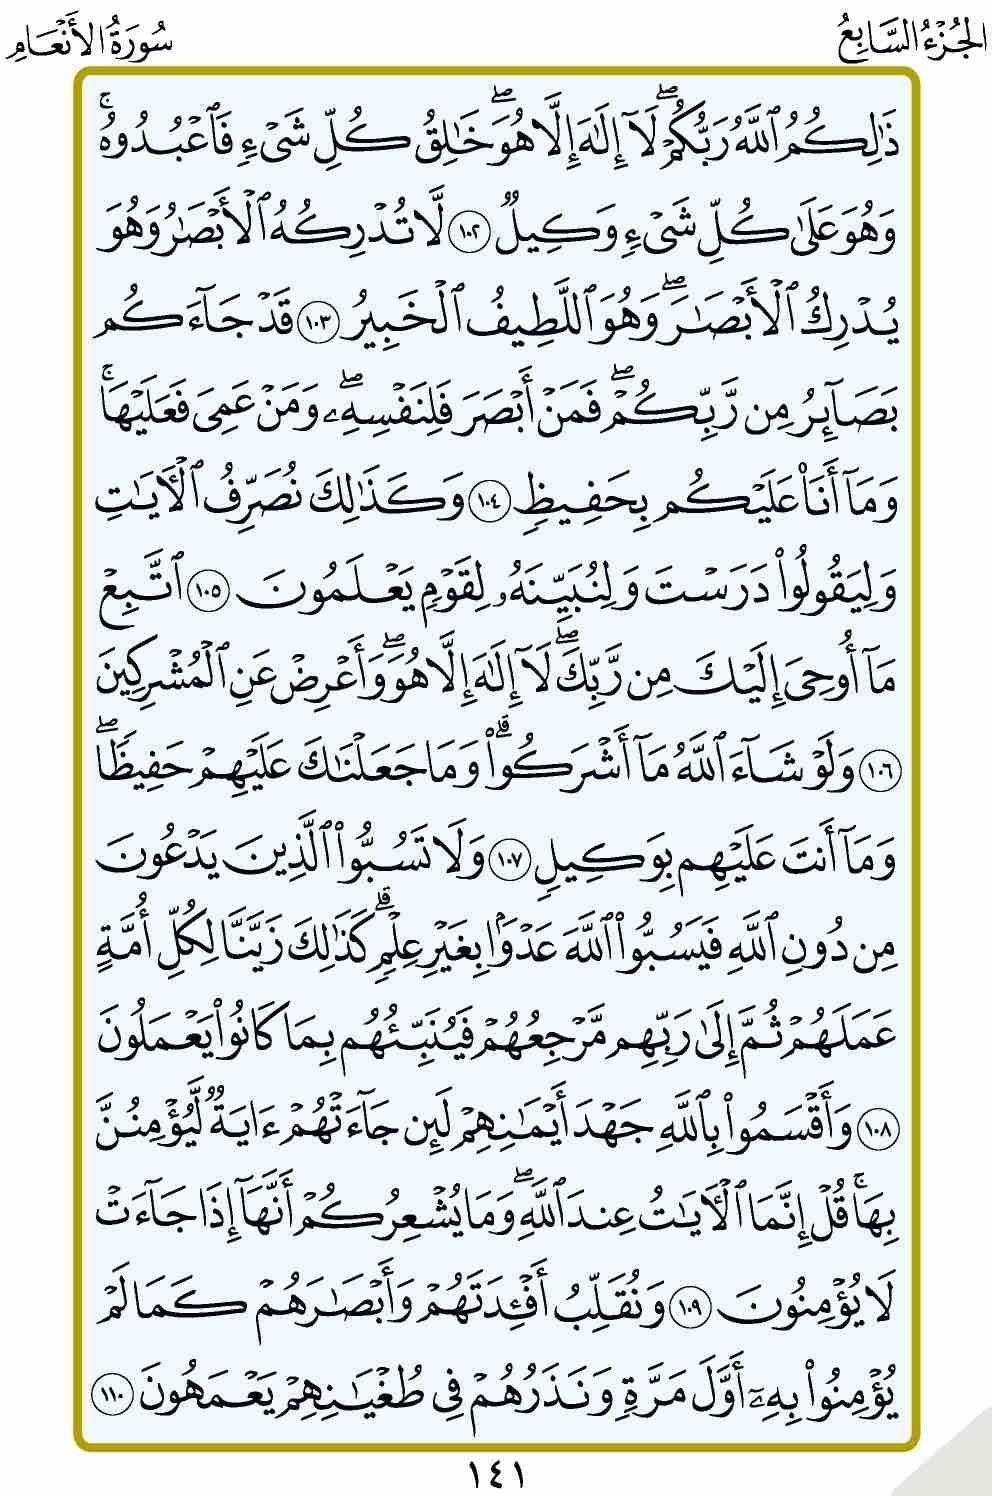 الجُزْءُ السَّابِعُ
سُورَةُ الأَنْعَامِ
ذَٰلِكُمُ ٱللَّهُ رَبُّكُمْۖ لَآ إِلَٰهَ إِلَّا هُوَۖ خَٰلِقُ كُلِّ شَىْءٍ فَٱعْبُدُوهُۚ
وَهُوَ عَلَىٰ كُلِّ شَىْءٍ وَكِيلٌ ١٠٢ لَّا تُدْرِكُهُ ٱلْأَبْصَٰرُ وَهُوَ
يُدْرِكُ ٱلْأَبْصَٰرَۖ وَهُوَ ٱللَّطِيفُ ٱلْخَبِيرُ ١٠٣ قَدْ جَآءَكُم
بَصَآئِرُ مِن رَّبِّكُمْۖ فَمَنْ أَبْصَرَ فَلِنَفْسِهِۦۖ وَمَنْ عَمِىَ فَعَلَيْهَاۚ
وَمَآ أَنَا۠ عَلَيْكُم بِحَفِيظٍ ١٠٤ وَكَذَٰلِكَ نُصَرِّفُ ٱلْـَٔايَٰتِ
وَلِيَقُولُوا۟ دَرَسْتَ وَلِنُبَيِّنَهُۥ لِقَوْمٍ يَعْلَمُونَ ١٠٥ ٱتَّبِعْ
مَآ أُوحِىَ إِلَيْكَ مِن رَّبِّكَۖ لَآ إِلَٰهَ إِلَّا هُوَۖ وَأَعْرِضْ عَنِ ٱلْمُشْرِكِينَ
١٠٦ وَلَوْ شَآءَ ٱللَّهُ مَآ أَشْرَكُوا۟ۗ وَمَا جَعَلْنَٰكَ عَلَيْهِمْ حَفِيظًاۖ
وَمَآ أَنتَ عَلَيْهِم بِوَكِيلٍ ١٠٧ وَلَا تَسُبُّوا۟ ٱلَّذِينَ يَدْعُونَ
مِن دُونِ ٱللَّهِ فَيَسُبُّوا۟ ٱللَّهَ عَدْوًۢا بِغَيْرِ عِلْمٍۗ كَذَٰلِكَ زَيَّنَّا لِكُلِّ أُمَّةٍ
عَمَلَهُمْ ثُمَّ إِلَىٰ رَبِّهِم مَّرْجِعُهُمْ فَيُنَبِّئُهُم بِمَا كَانُوا۟ يَعْمَلُونَ
١٠٨ وَأَقْسَمُوا۟ بِٱللَّهِ جَهْدَ أَيْمَٰنِهِمْ لَئِن جَآءَتْهُمْ ءَايَةٌ لَّيُؤْمِنُنَّ
بِهَاۚ قُلْ إِنَّمَا ٱلْـَٔايَٰتُ عِندَ ٱللَّهِۖ وَمَا يُشْعِرُكُمْ أَنَّهَآ إِذَا جَآءَتْ
لَا يُؤْمِنُونَ ١٠٩ وَنُقَلِّبُ أَفْـِٔدَتَهُمْ وَأَبْصَٰرَهُمْ كَمَا لَمْ
يُؤْمِنُوا۟ بِهِۦٓ أَوَّلَ مَرَّةٍ وَنَذَرُهُمْ فِى طُغْيَٰنِهِمْ يَعْمَهُونَ ١١٠
١٤١